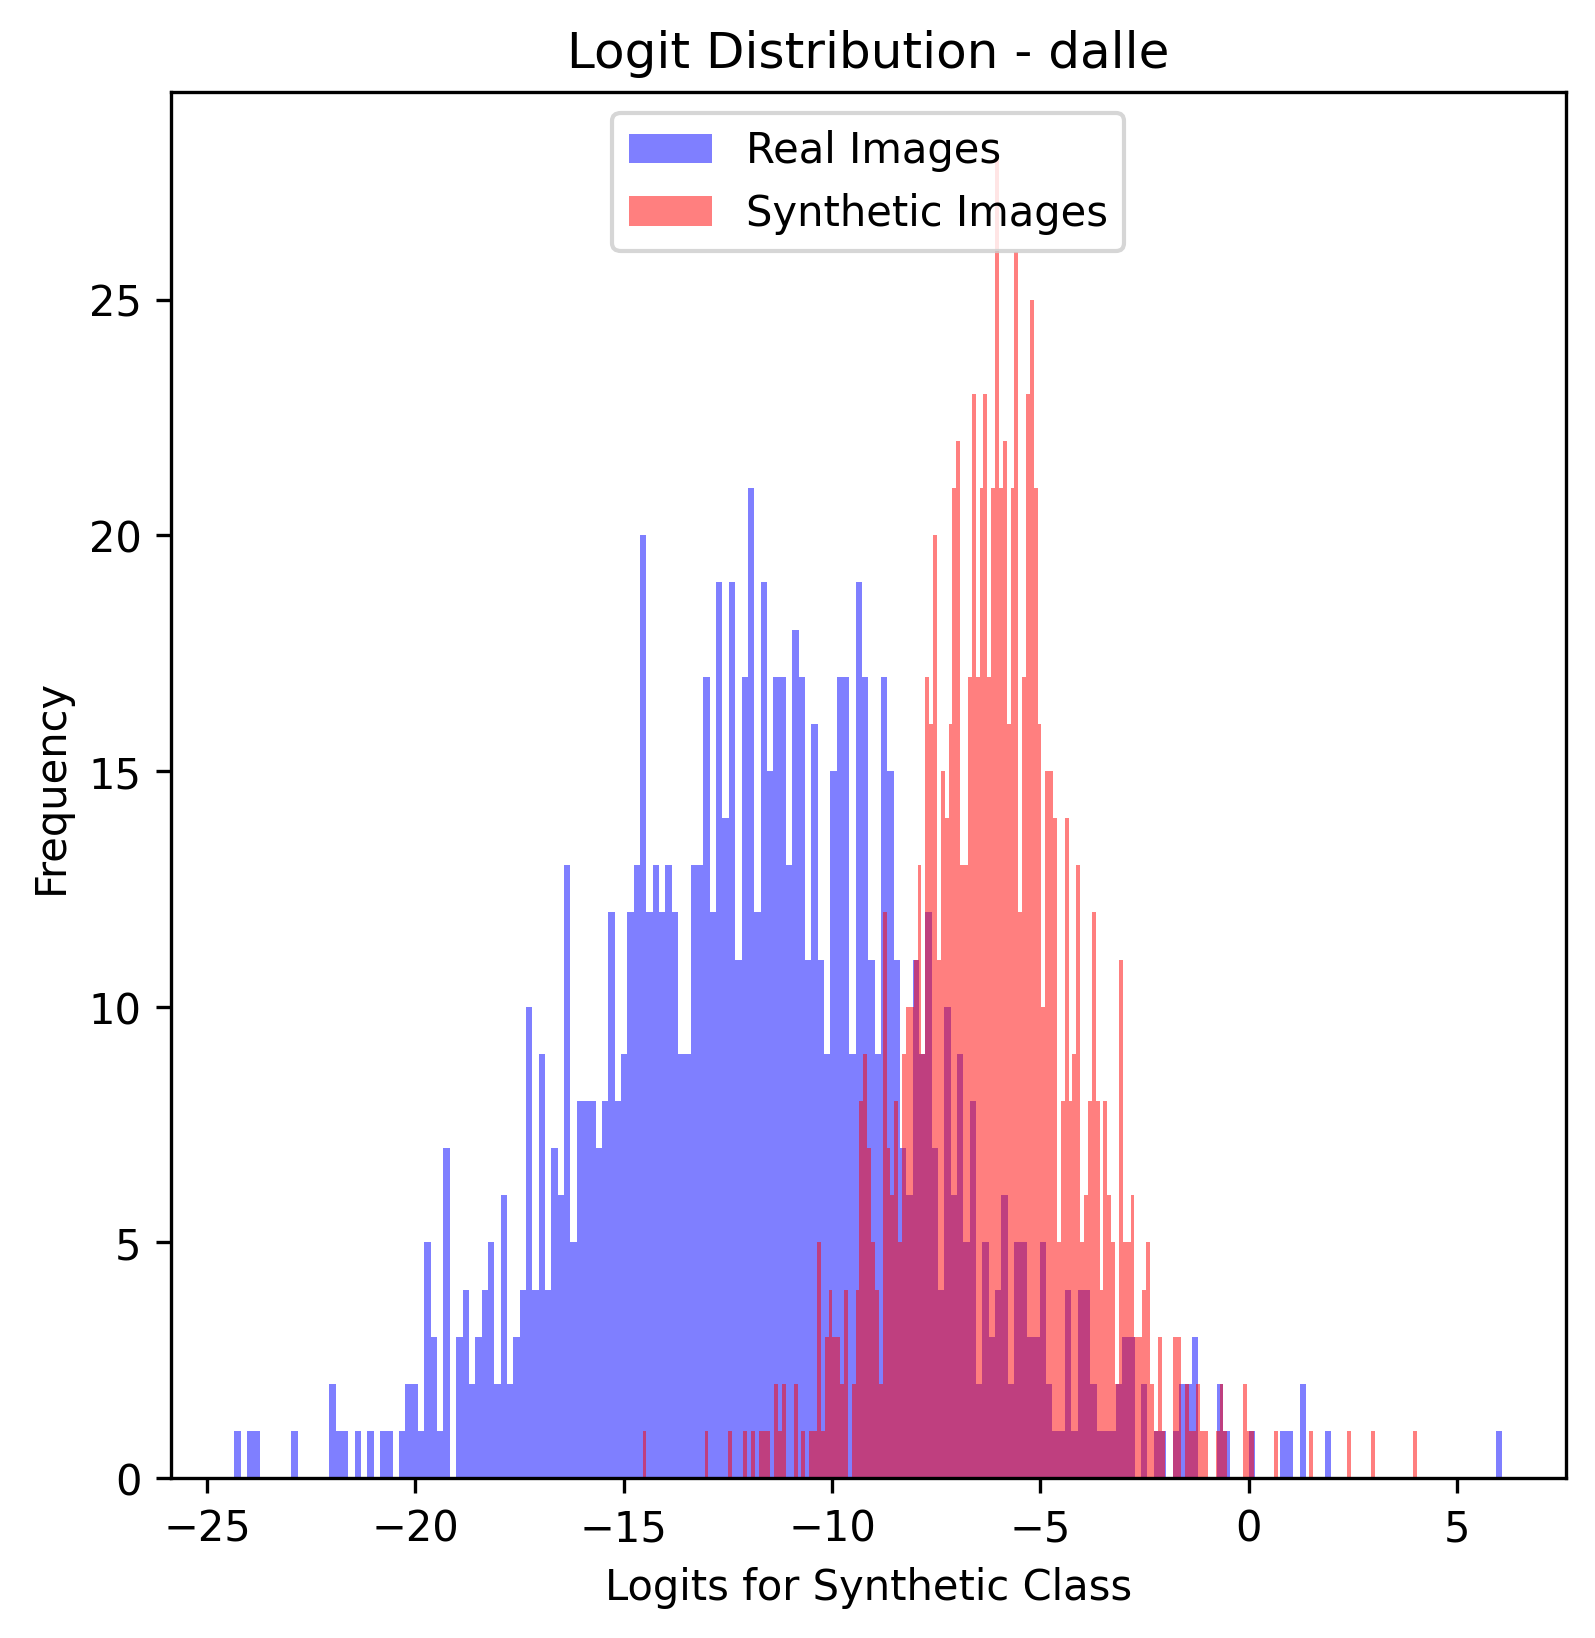 Logit Distribution - dalle
Real Images
Synthetic Images
25
20
15
10
5
0
Frequency
−25
−20
−15
−10
−5
0
5
Logits for Synthetic Class